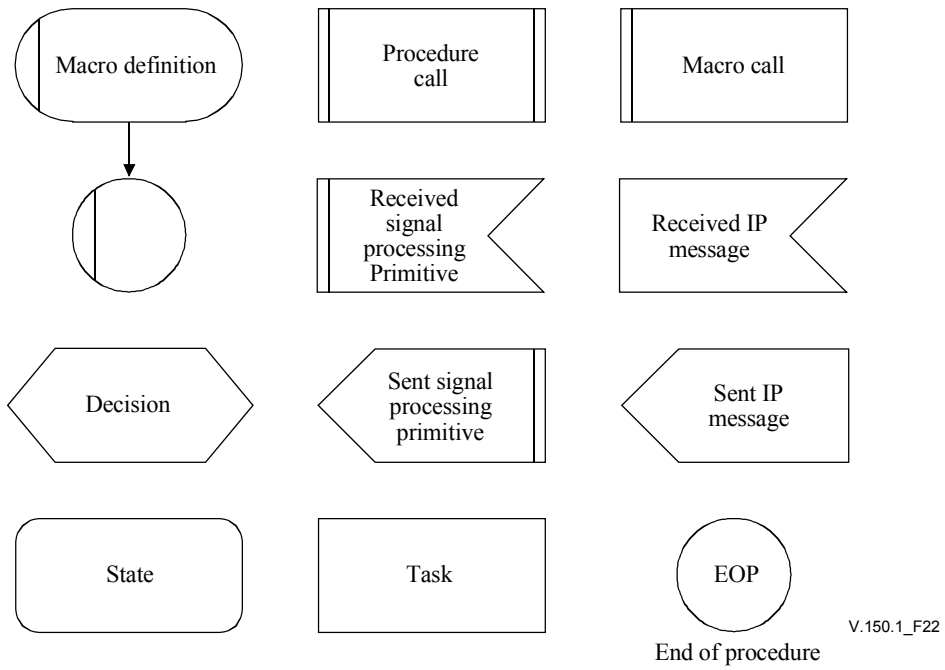 Macro definition
Procedure
call
Macro call
Received
signal
processing
Primitive
Received IP
message
Decision
Sent signal
processing
primitive
Sent IP
message
State
Task
EOP
End of procedure
V.150.1_F22